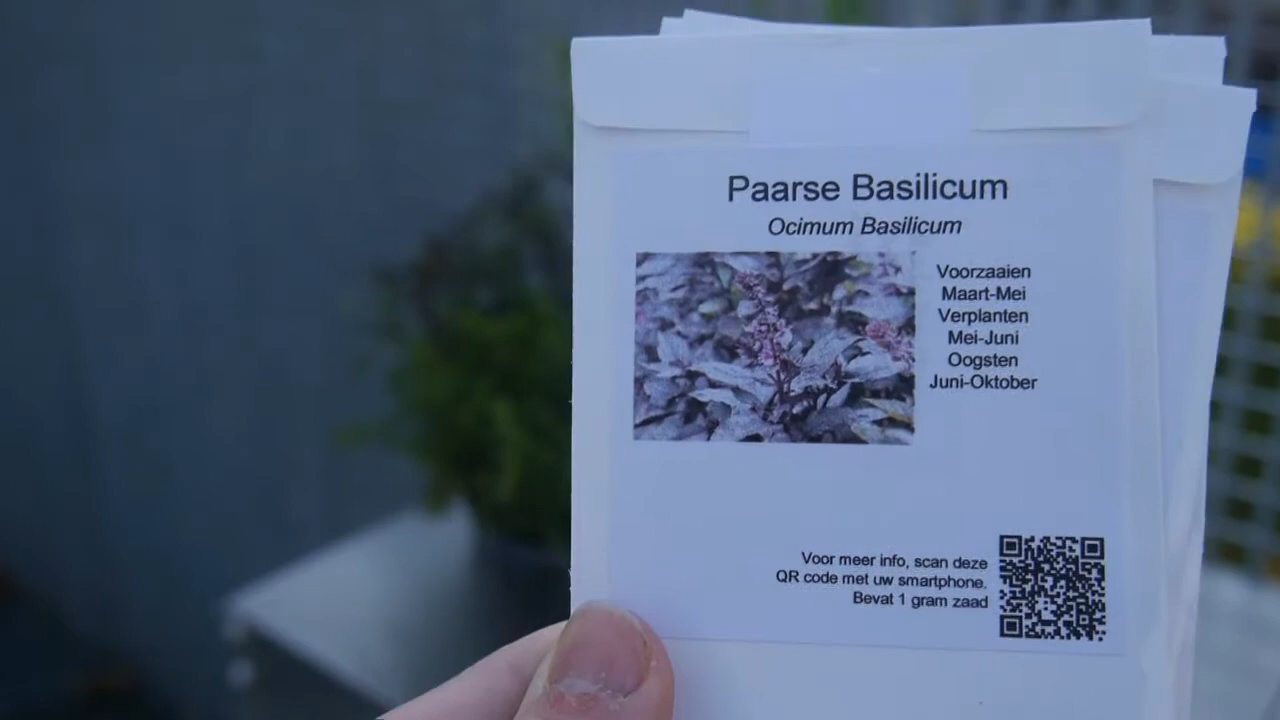 Paarse Basilicum
Ocimum Basilicum
Voorzaaien
Maart-Mei
Verplanten
Mei-Juni
Oogsten
Juni-Oktober
Voor meer info, scan deze
QR code met uw smartphone.
Bevat 1 gram zaad